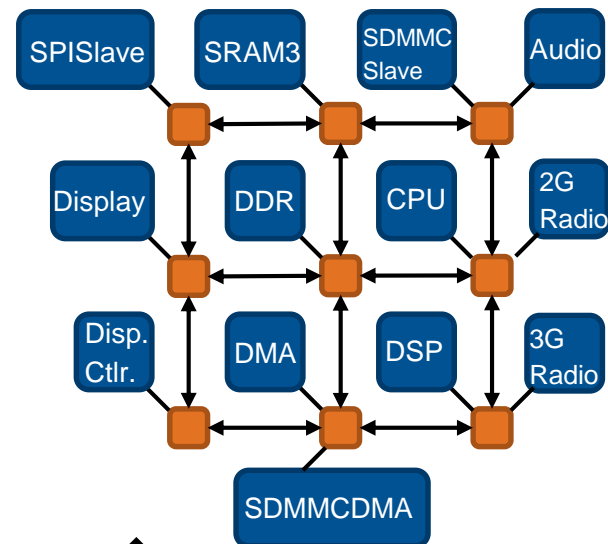 SPISlave
SRAM3
SDMMC
Slave
Audio
Display
DDR
CPU
2G
Radio
Disp.
Ctlr.
DMA
DSP
3G
Radio
SDMMCDMA